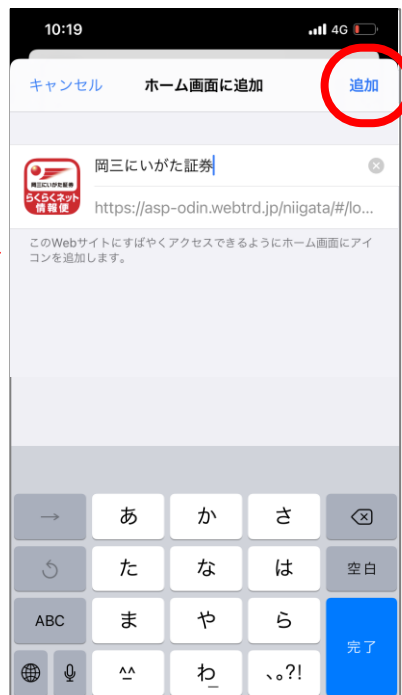 10:19
4G
キャンセル ホーム画面に追加 追加
岡三にいがた証券
岡三にいがた証券
らくらくネット
情報便
https://asp-odin.webtrd.jp/niigata/#/lo...
このWebサイトにすばやくアクセスできるようにホーム画面にアイ
コンを追加します。
→ あ か さ
た な は 空白
ABC ま や ら
完了
^^ わ_ 、。?!